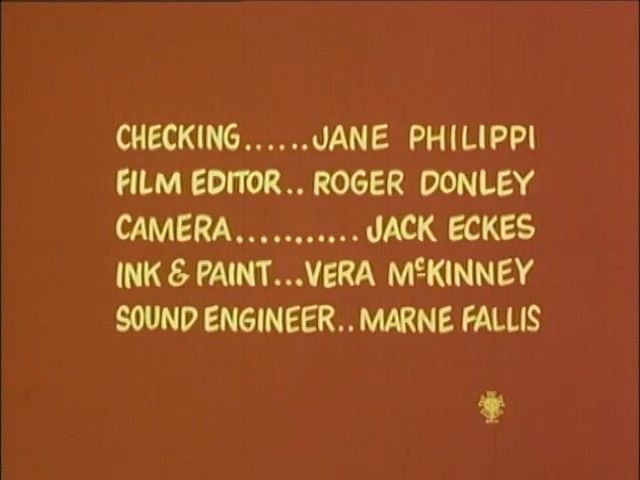 CHECKING......JANE PHILIPPI
FILM EDITOR..ROGER DONLEY
CAMERA...........JACK ECKES
INK & PAINT...VERA McKINNEY
SOUND ENGINEER..MARNE FALLIS